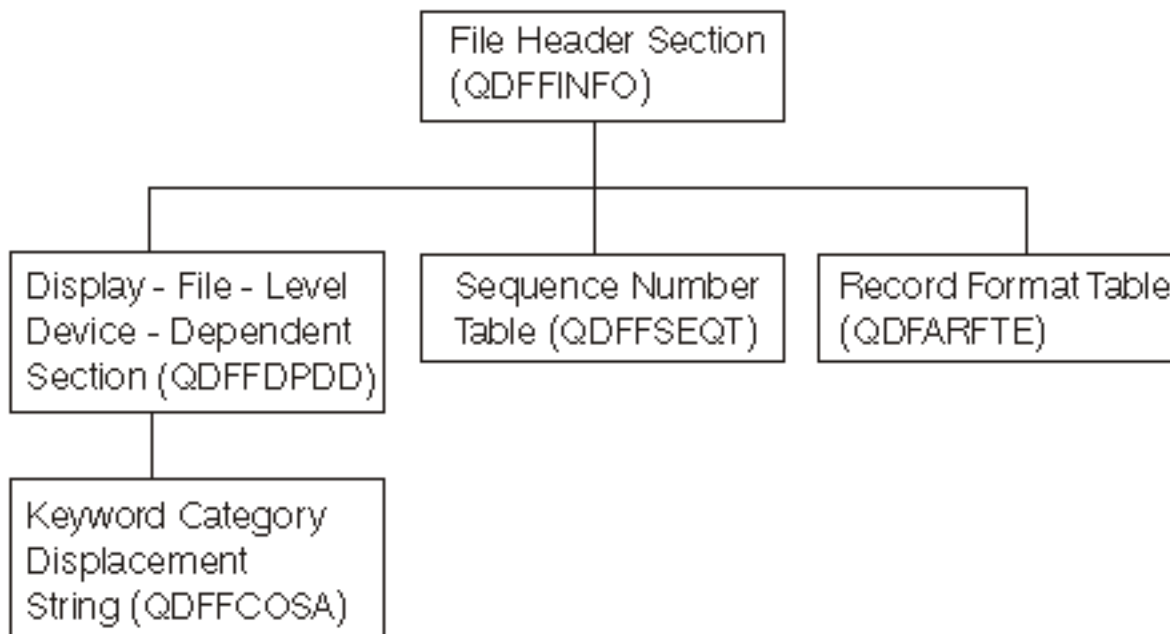 File Header Section
(QDFFINFO)
Display - File - Level
Device - Dependent
Section (QDFFDPDD)
Sequence Number
Table (QDFFSEQT)
Record Format Table
(QDFARFTE)
Keyword Category
Displacement
String (QDFFCOSA)